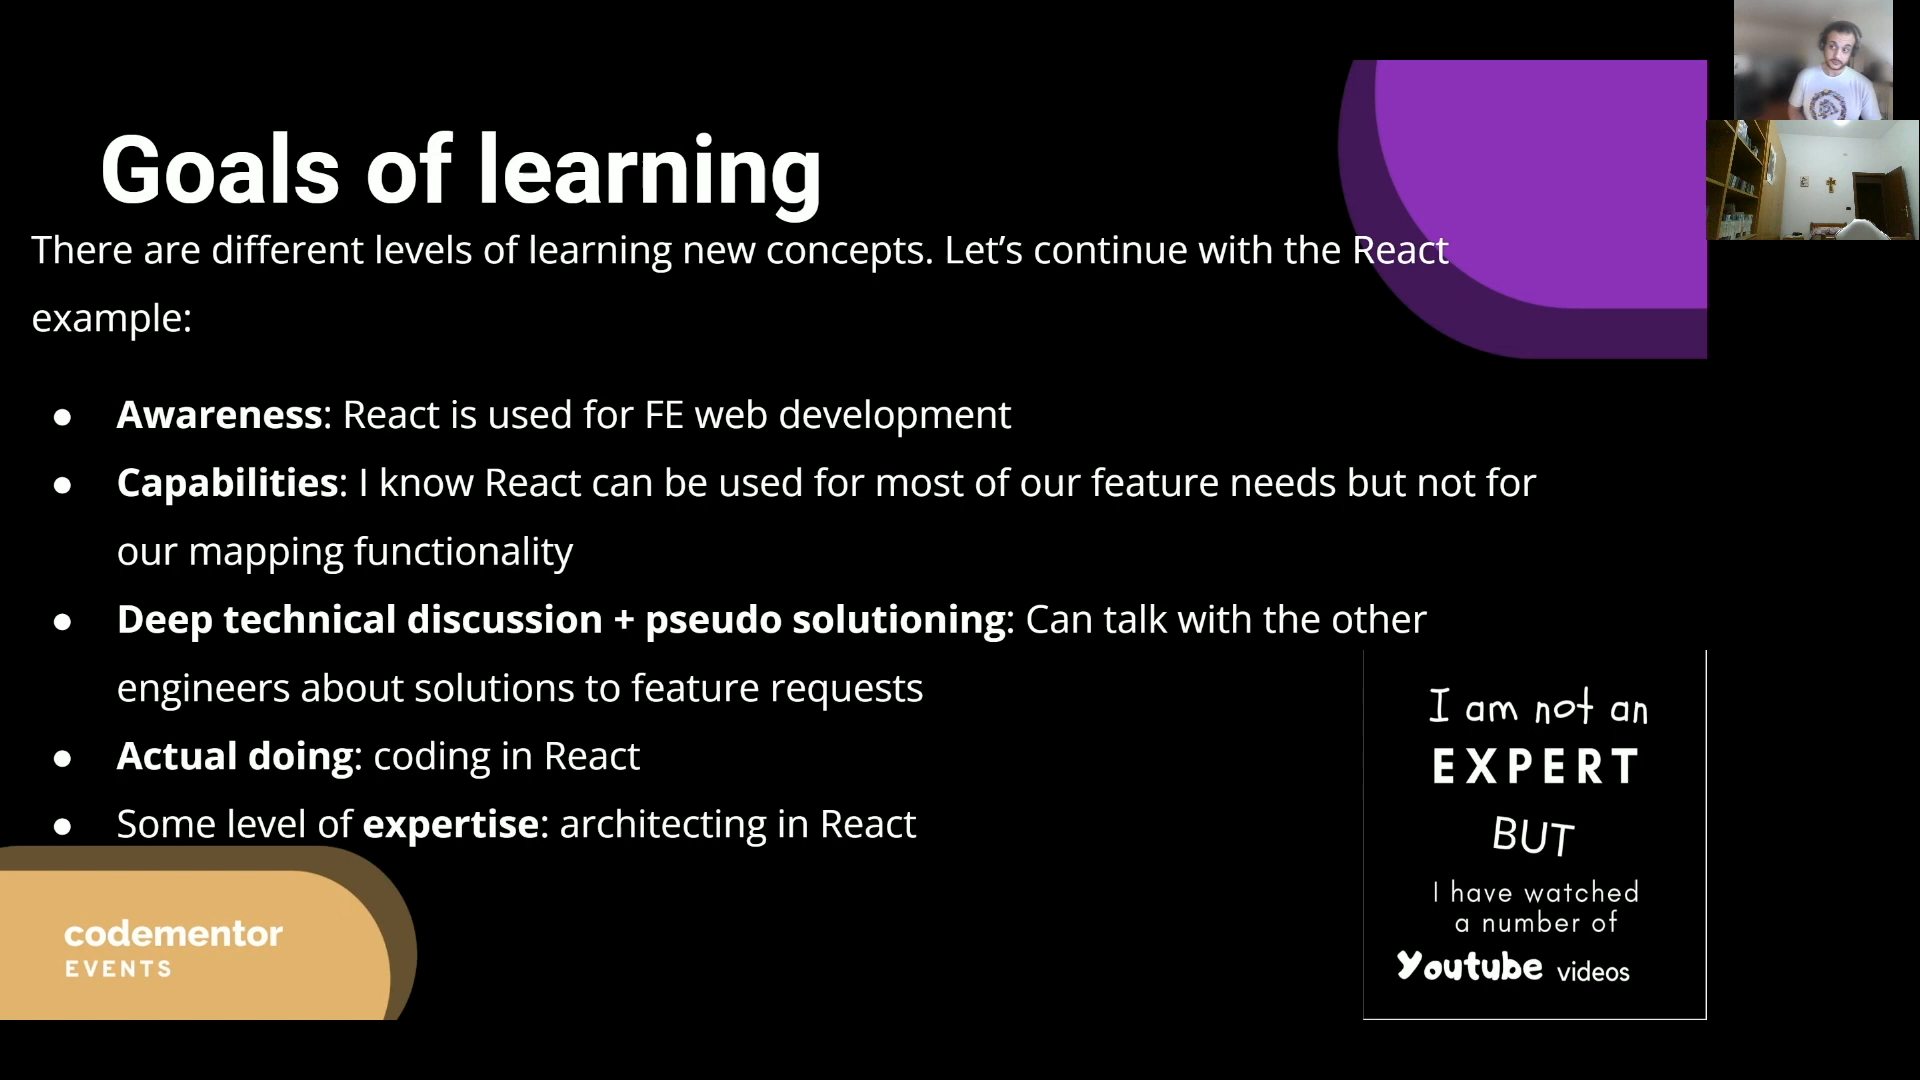 Goals of learning
There are different levels of learning new concepts. Let’s continue with the React
example:
● Awareness: React is used for FE web development
● Capabilities: I know React can be used for most of our feature needs but not for
our mapping functionality
● Deep technical discussion + pseudo solutioning: Can talk with the other
engineers about solutions to feature requests
● Actual doing: coding in React
● Some level of expertise: architecting in React
I am not an
EXPERT
BUT
I have watched
a number of
Youtube videos
codementor
EVENTS